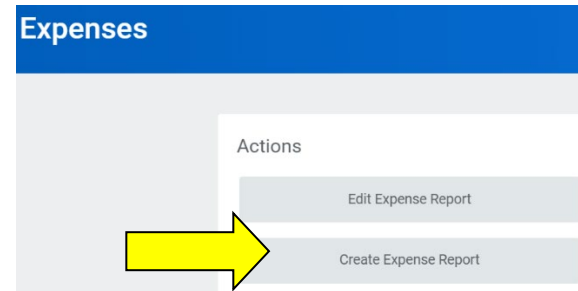 Expenses
Actions
Edit Expense Report
Create Expense Report